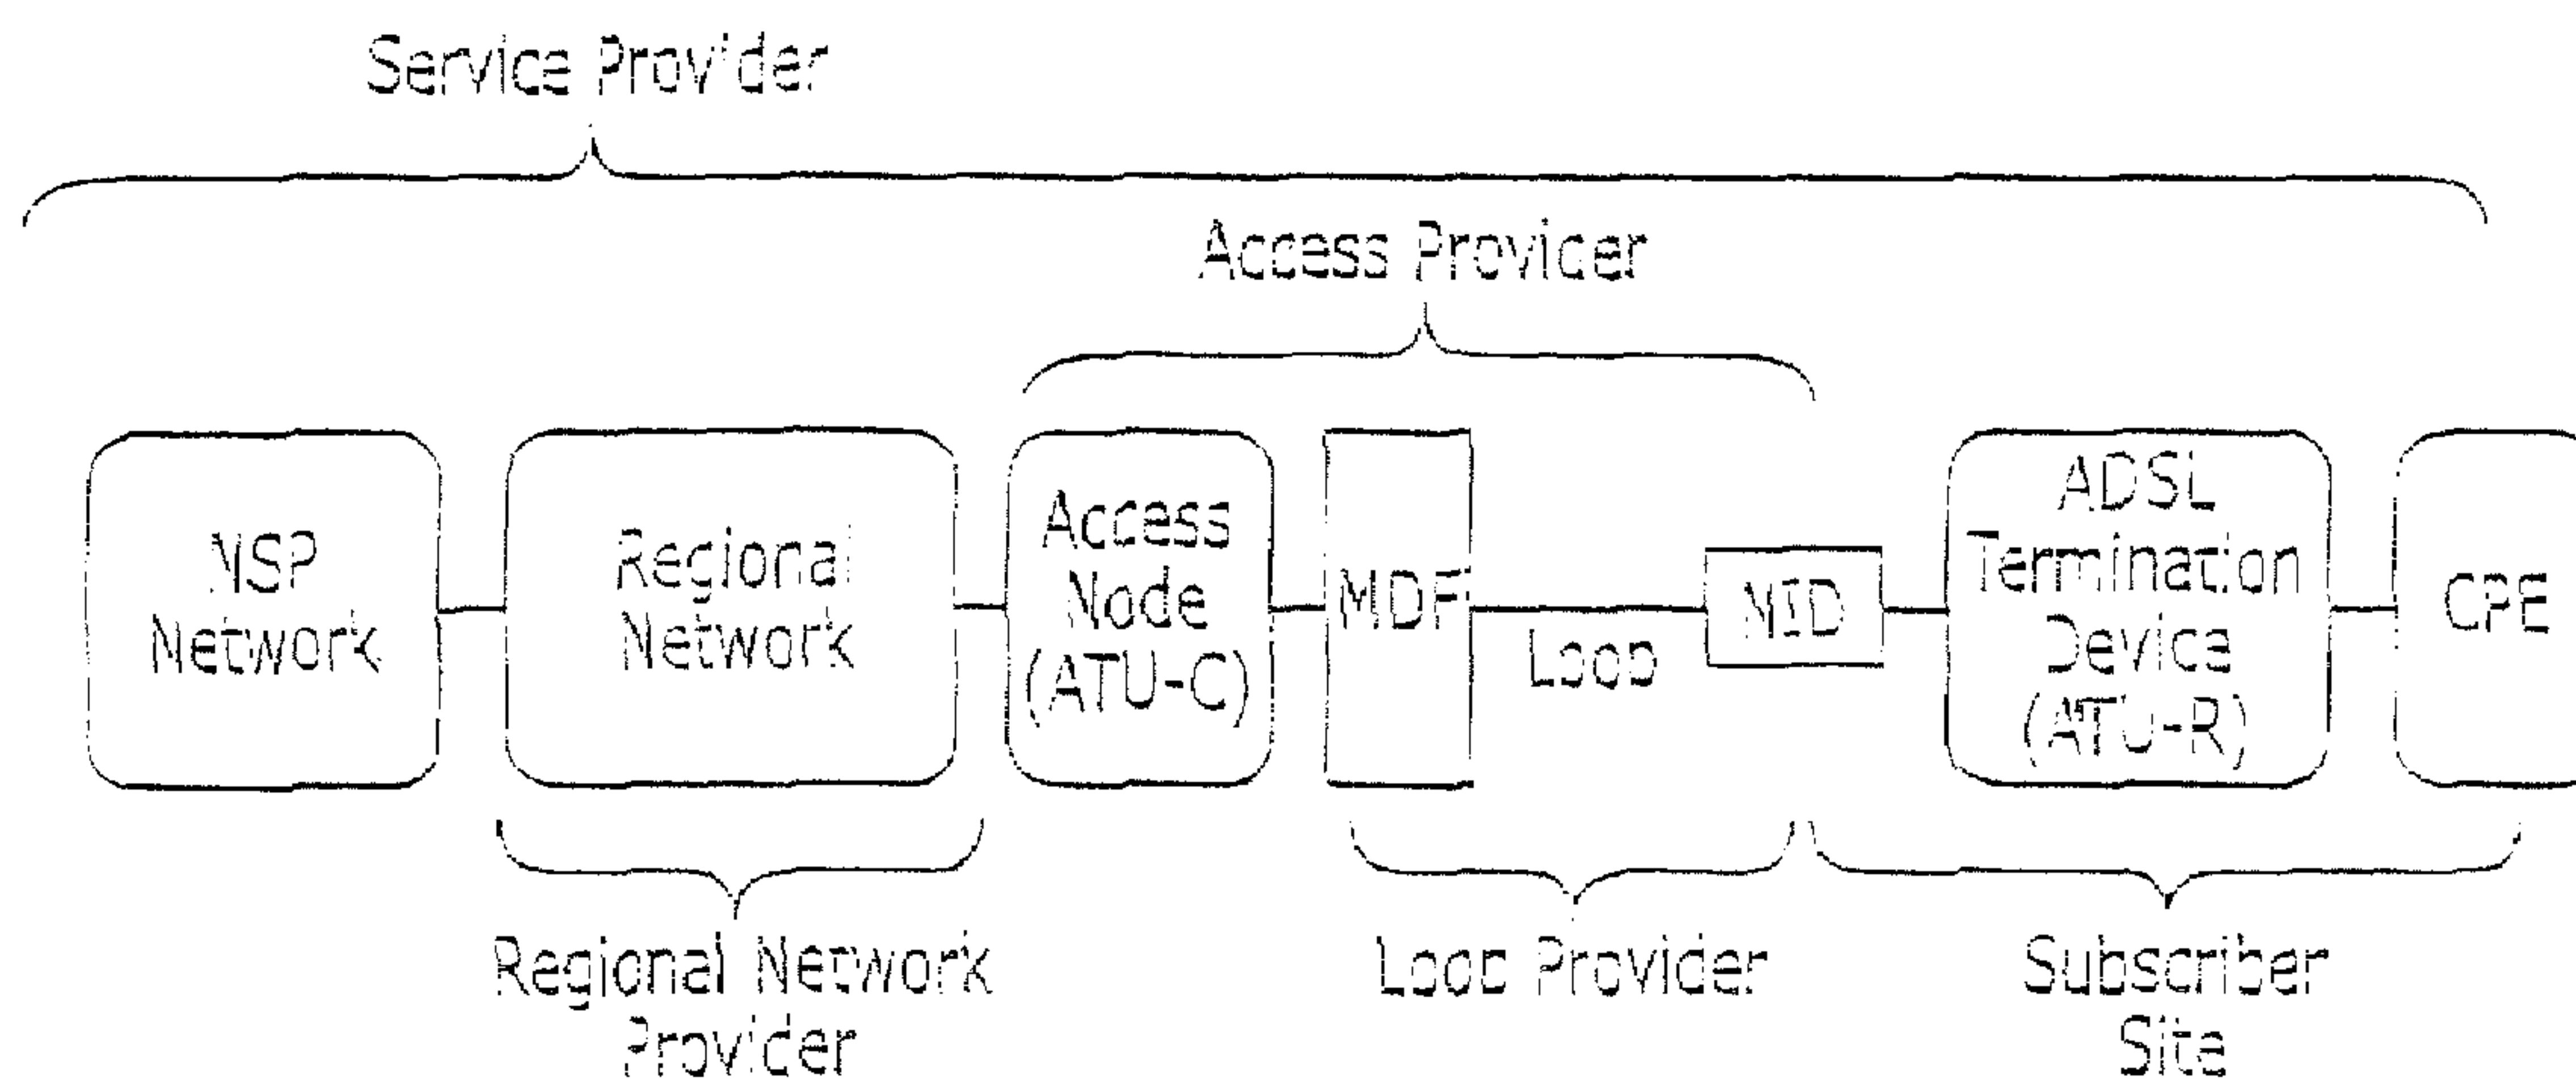 Service Provider
Access Provider
NSP
Network
Regional
Network
Access
Node
(ATU-C)
MDF
Loop
NID
ADSL
Termination
Device
(ATU-R)
CPE
Regional Network
Provider
Loop Provider
Subscriber
Site